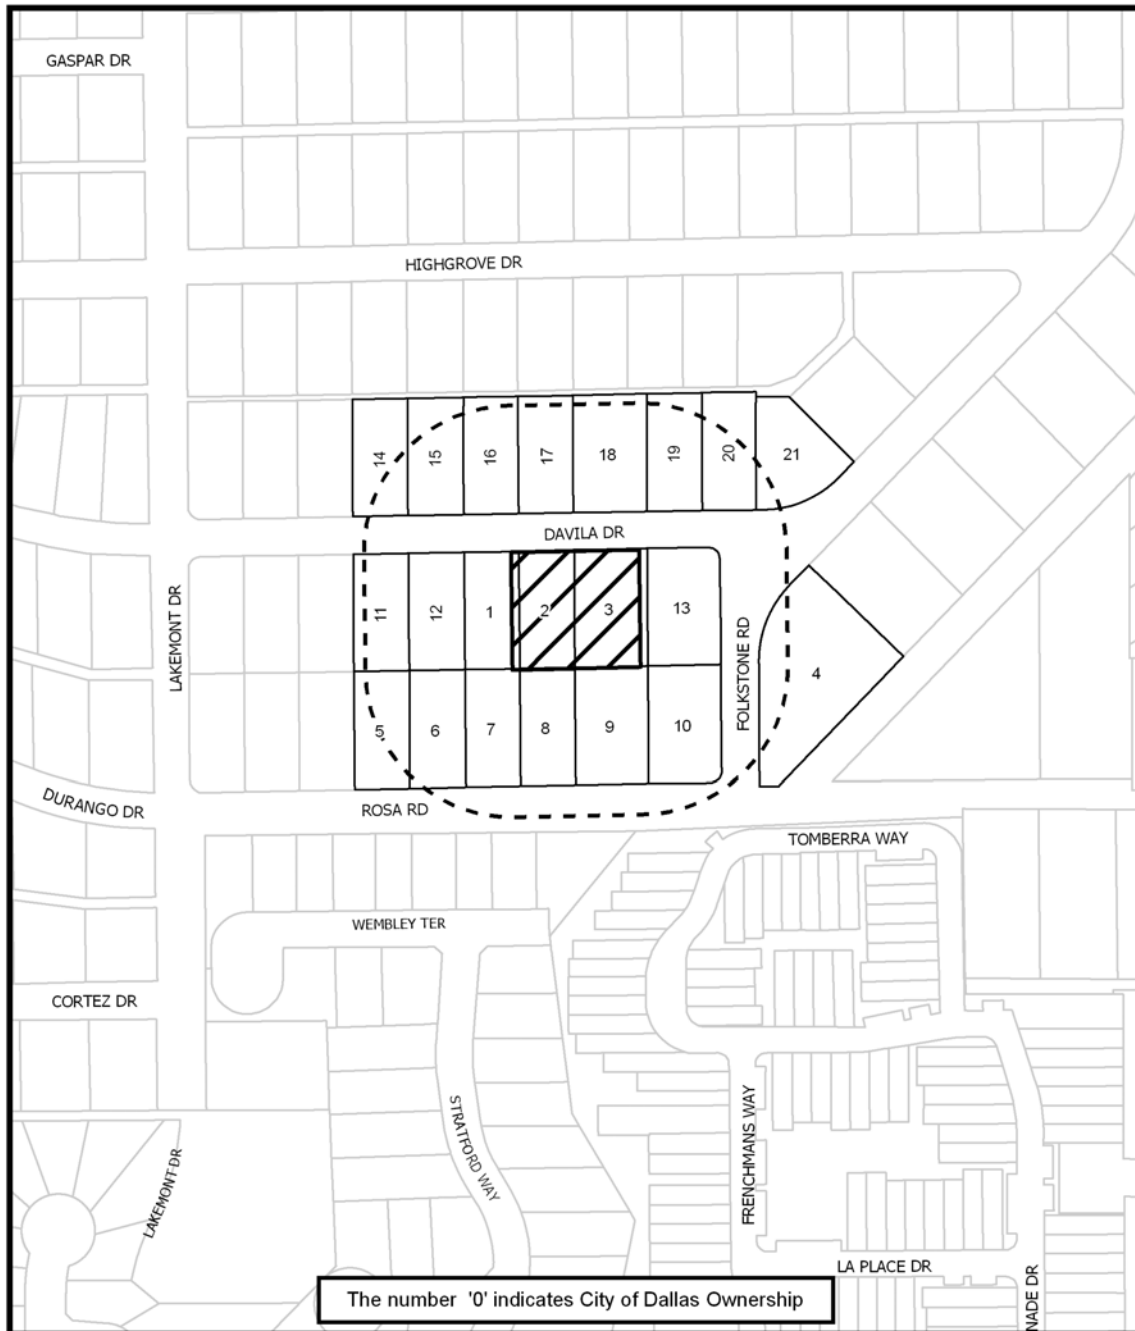 GASPAR DR
HIGHGROVE DR
14
15
16
17
18
19
20
21
DAVILA DR
LAKEMONT DR
11
12
1
2
3
13
FOLKSTONE RD
4
5
6
7
8
9
10
DURANGO DR
ROSA RD
TOMBERRA WAY
WEMBLEY TER
CORTEZ DR
STRATFORD WAY
FRENCHMANS WAY
LAKEMONT DR
LA PLACE DR
NADE DR
The number '0' indicates City of Dallas Ownership